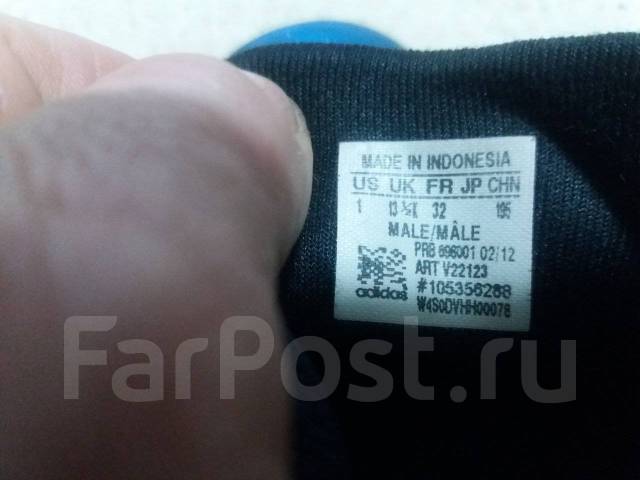 MADE IN INDONESIA
US UK FR JP CHN
1 13 ½K 32 195
MALE/MÂLE
PRB 696001 02/12
ART V22123
adidas #105356288
W4S0DVHH00078
FarPost.ru